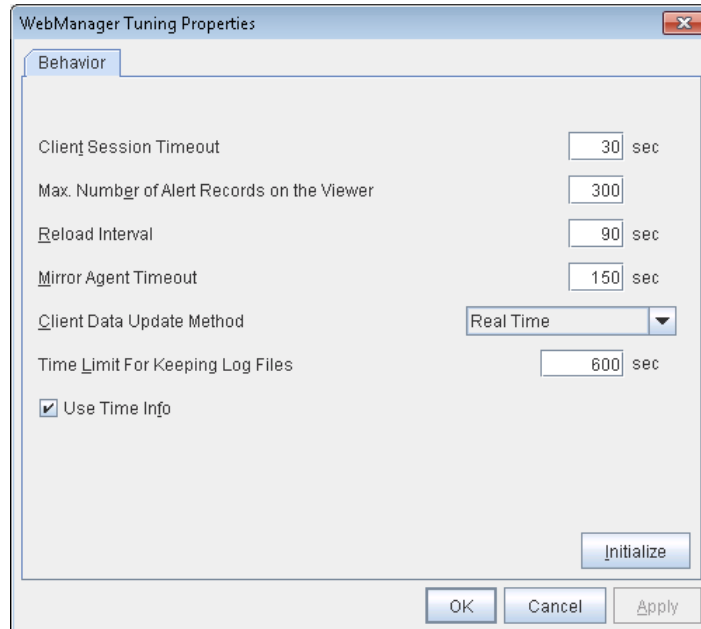 WebManager Tuning Properties
Behavior
Client Session Timeout 30 sec
Max. Number of Alert Records on the Viewer 300
Reload Interval 90 sec
Mirror Agent Timeout 150 sec
Client Data Update Method Real Time
Time Limit For Keeping Log Files 600 sec
Use Time Info
Initialize
OK Cancel Apply